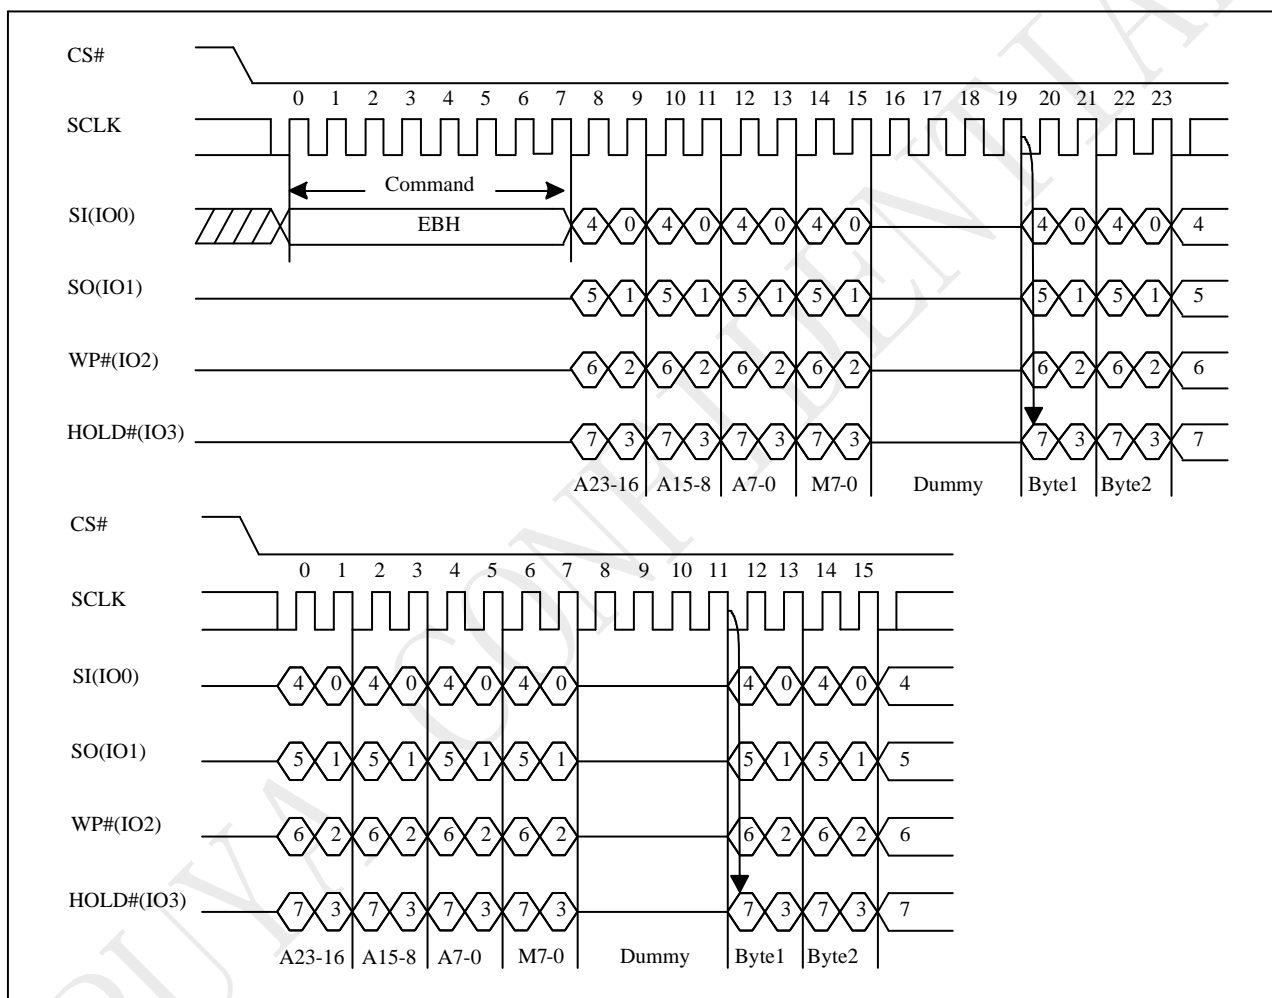 CS#
0 1 2 3 4 5 6 7 8 9 10 11 12 13 14 15 16 17 18 19 20 21 22 23
SCLK
Command
SI(IO0) EBH 4 0 4 0 4 0 4 0 4 0 4 0 4
SO(IO1) 5 1 5 1 5 1 5 1 5 1 5 1 5
WP#(IO2) 6 2 6 2 6 2 6 2 6 2 6 2 6
HOLD#(IO3) 7 3 7 3 7 3 7 3 7 3 7 3 7
A23-16 A15-8 A7-0 M7-0 Dummy Byte1 Byte2
CS#
0 1 2 3 4 5 6 7 8 9 10 11 12 13 14 15
SCLK
SI(IO0) 4 0 4 0 4 0 4 0 4 0 4 0 4
SO(IO1) 5 1 5 1 5 1 5 1 5 1 5 1 5
WP#(IO2) 6 2 6 2 6 2 6 2 6 2 6 2 6
HOLD#(IO3) 7 3 7 3 7 3 7 3 7 3 7 3 7
A23-16 A15-8 A7-0 M7-0 Dummy Byte1 Byte2
PUYA CONFIDENTIAL